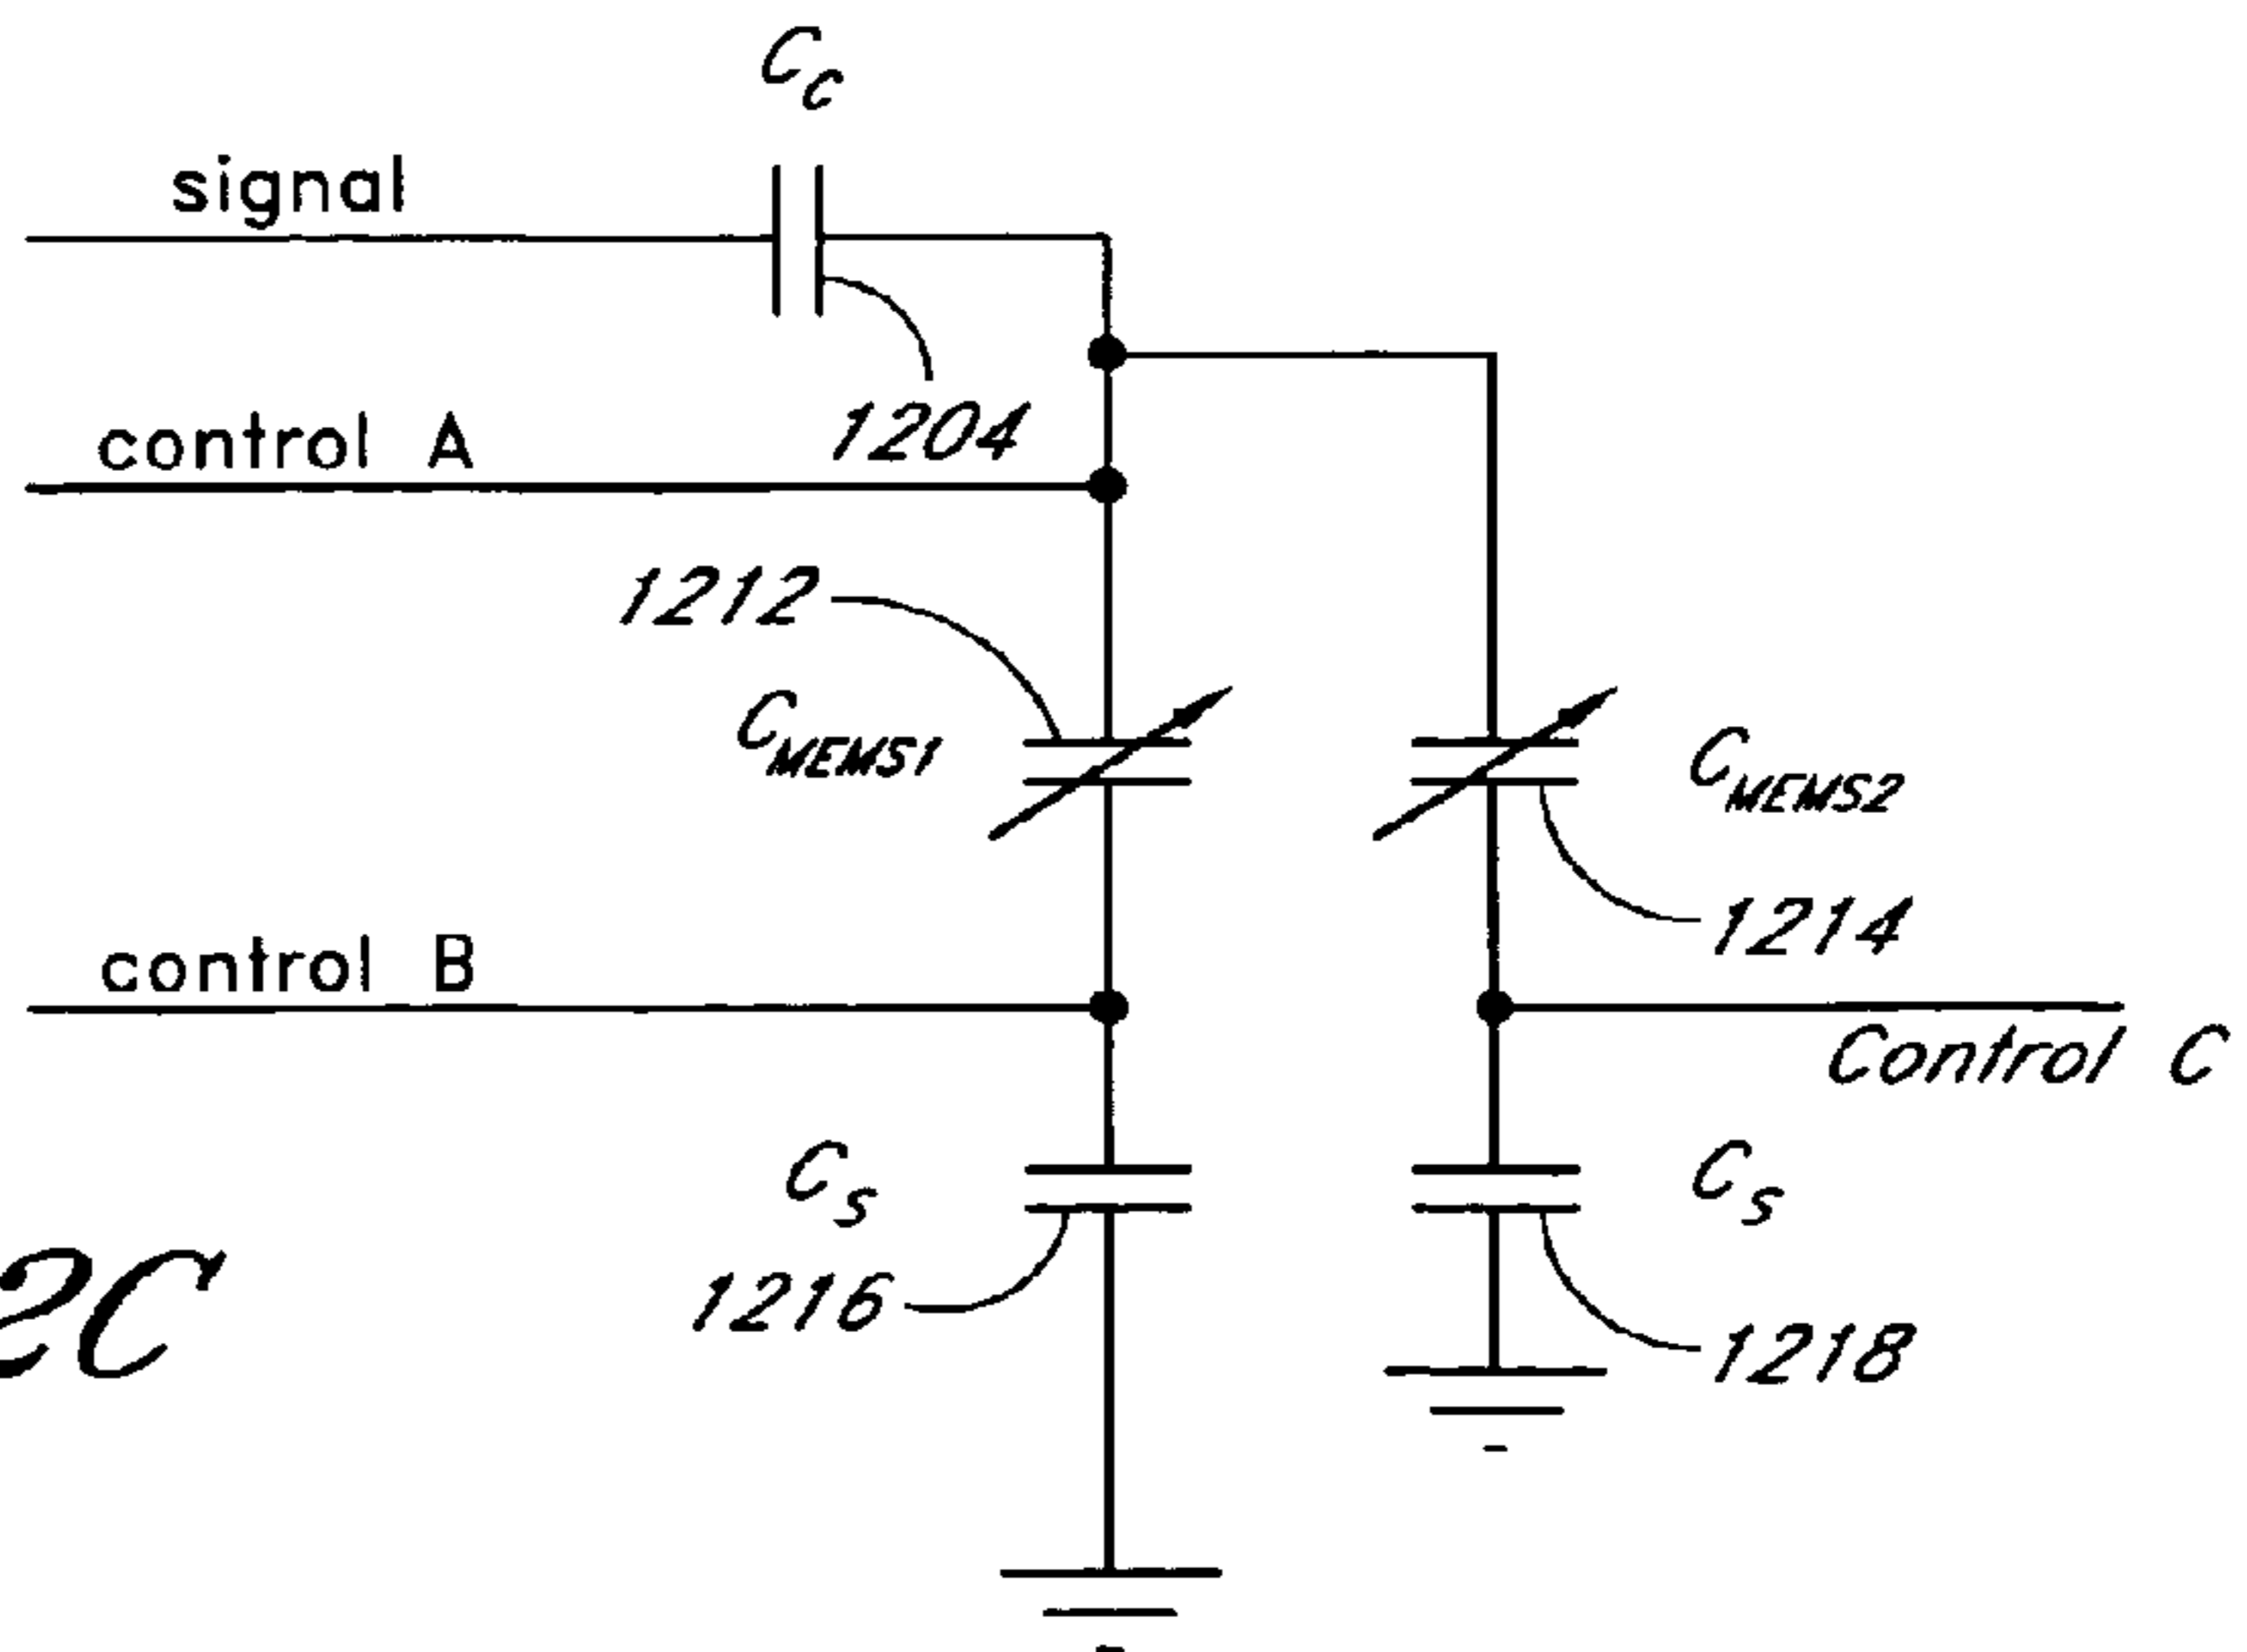 C_C
signal
1204
control A
1212
C_MEMS1
C_MEMS2
1214
control B
Control C
C_S
C_S
1216
1218
2C